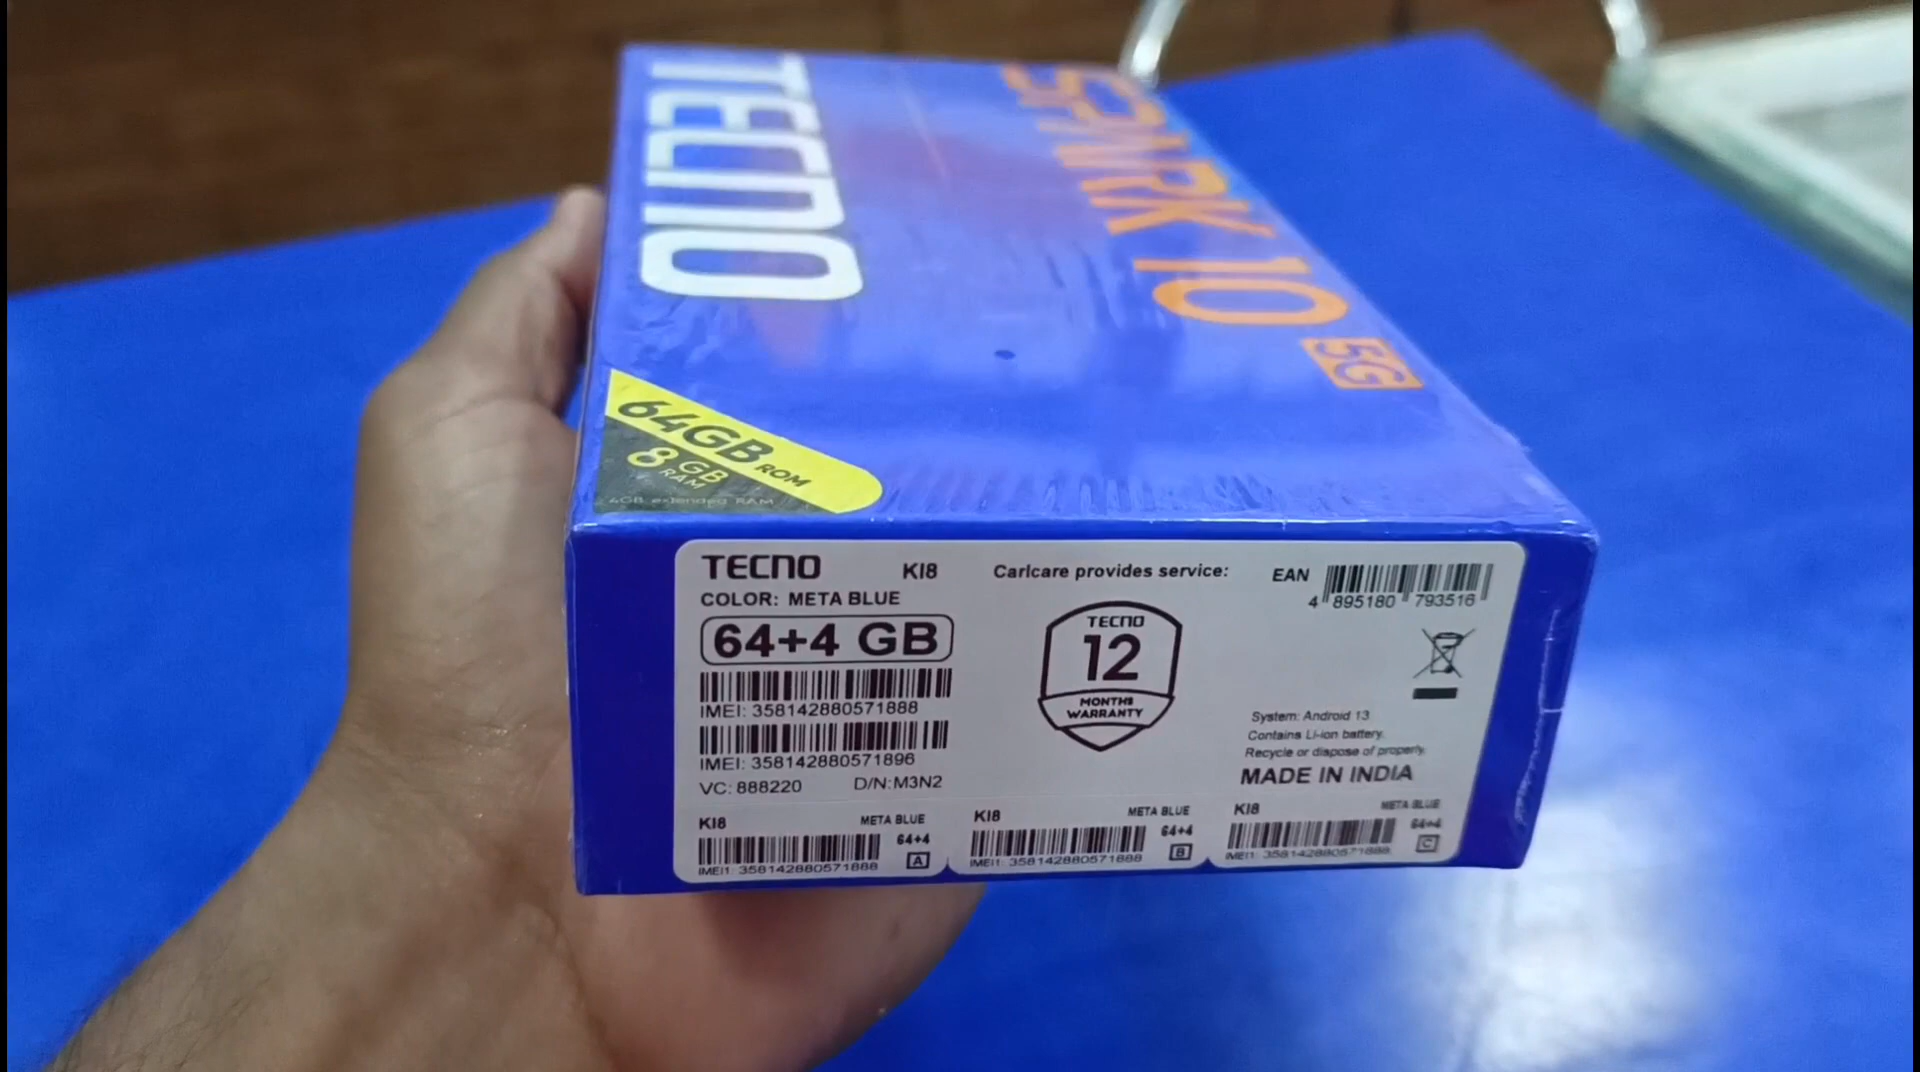 TECNO
SPARK 10
5G
64GB ROM
8 GB RAM
4GB extended RAM
TECNO KI8
COLOR: META BLUE
64+4 GB
IMEI: 358142880571888
IMEI: 358142880571896
VC: 888220 D/N: M3N2
Carlcare provides service:
TECNO
12
MONTHS
WARRANTY
EAN
4 895180 793516
System: Android 13
Contains Li-ion battery.
Recycle or dispose of properly.
MADE IN INDIA
KI8 META BLUE
64+4
IMEI1: 358142880571888 A
KI8 META BLUE
64+4
IMEI1: 358142880571888 B
KI8 META BLUE
64+4
IMEI1: 358142880571888 C